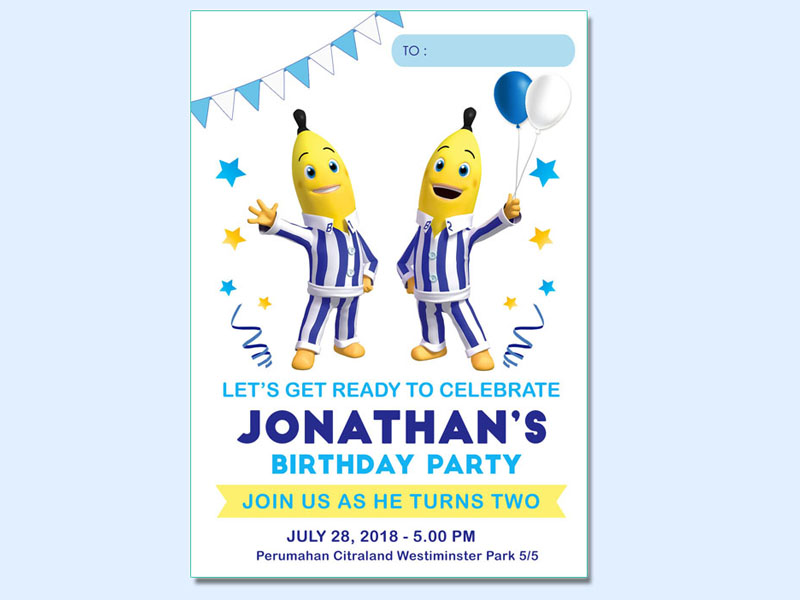 TO :
LET'S GET READY TO CELEBRATE
JONATHAN'S
BIRTHDAY PARTY
JOIN US AS HE TURNS TWO
JULY 28, 2018 - 5.00 PM
Perumahan Citraland Westiminster Park 5/5